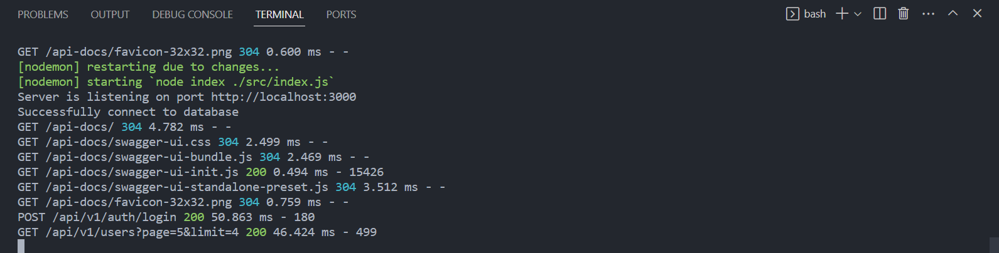 PROBLEMS OUTPUT DEBUG CONSOLE TERMINAL PORTS bash
GET /api-docs/favicon-32x32.png 304 0.600 ms - -
[nodemon] restarting due to changes...
[nodemon] starting `node index ./src/index.js`
Server is listening on port http://localhost:3000
Successfully connect to database
GET /api-docs/ 304 4.782 ms - -
GET /api-docs/swagger-ui.css 304 2.499 ms - -
GET /api-docs/swagger-ui-bundle.js 304 2.469 ms - -
GET /api-docs/swagger-ui-init.js 200 0.494 ms - 15426
GET /api-docs/swagger-ui-standalone-preset.js 304 3.512 ms - -
GET /api-docs/favicon-32x32.png 304 0.759 ms - -
POST /api/v1/auth/login 200 50.863 ms - 180
GET /api/v1/users?page=5&limit=4 200 46.424 ms - 499